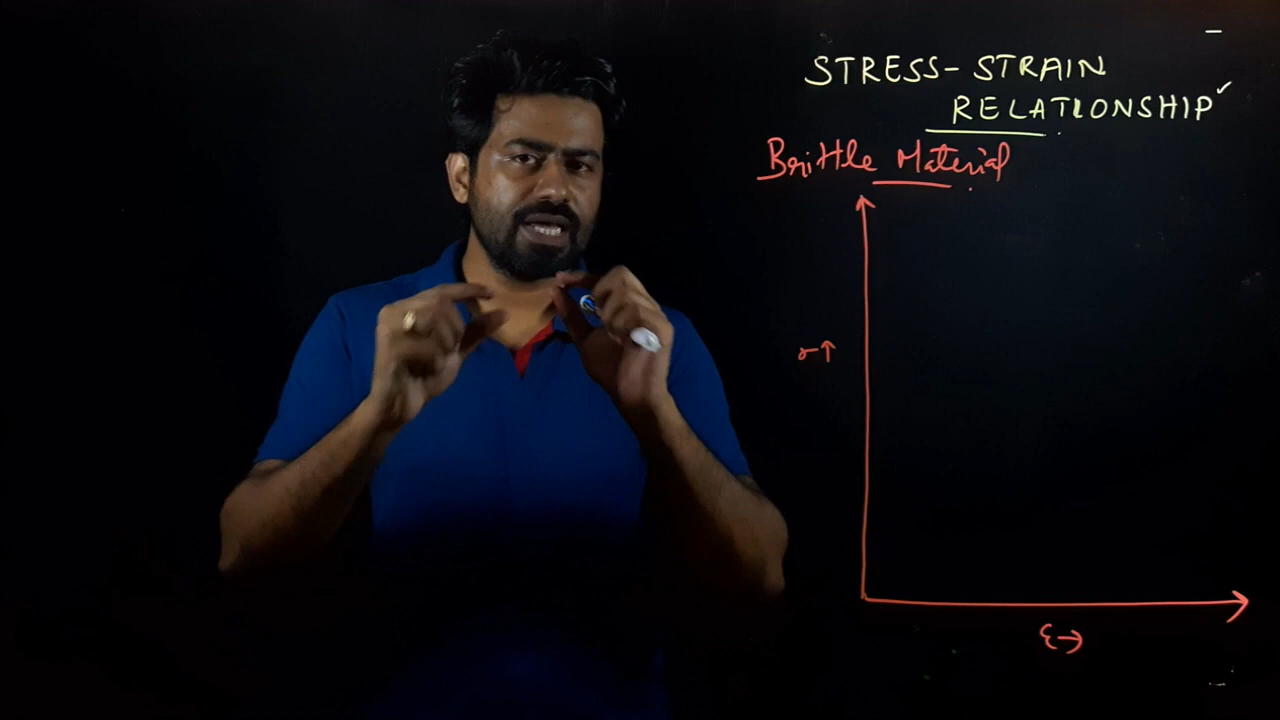 STRESS-STRAIN
RELATIONSHIP
Brittle Material
σ↑
ε→